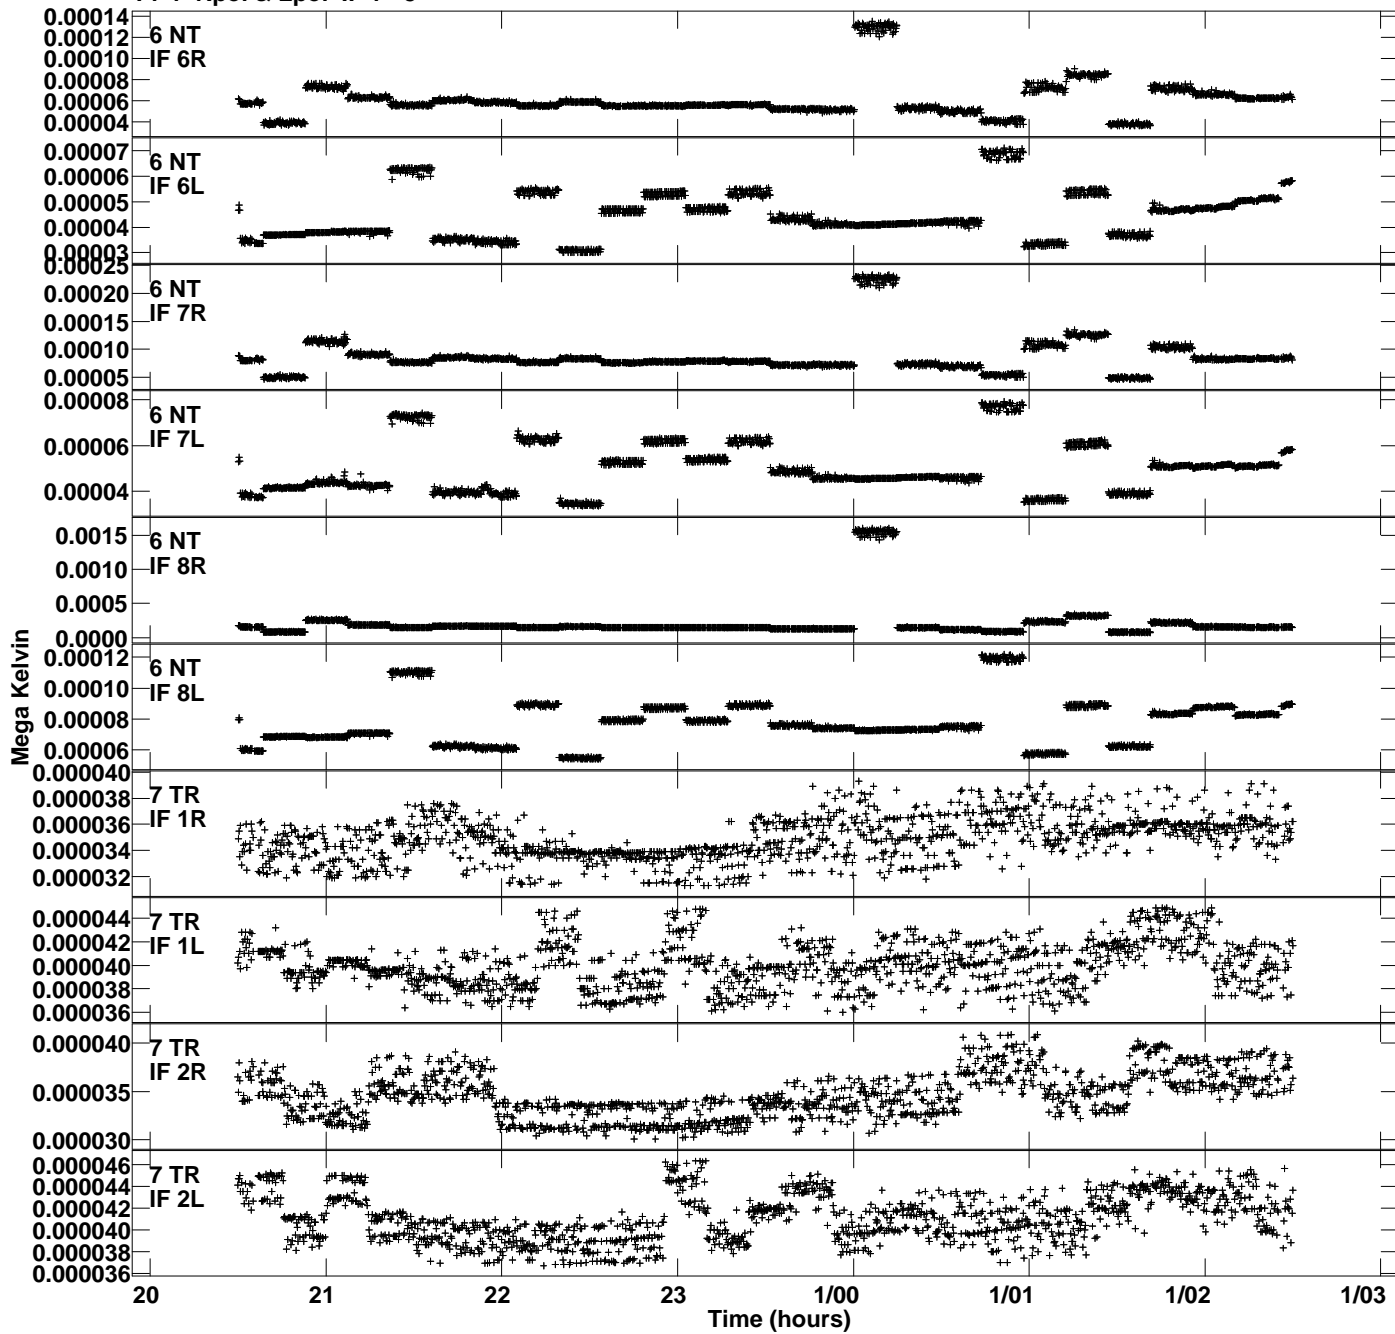 0.00014
0.00012
0.00010
0.00008
0.00006
0.00004
6 NT
IF 6R
0.00007
0.00006
0.00005
0.00004
0.00003
6 NT
IF 6L
0.00025
0.00020
0.00015
0.00010
0.00005
6 NT
IF 7R
0.00008
0.00006
0.00004
6 NT
IF 7L
0.0015
0.0005
0.0000
6 NT
IF 8R
0.00012
0.00010
0.00008
0.00006
6 NT
IF 8L
Mega Kelvin
0.000040
0.000038
0.000036
0.000034
0.000032
7 TR
IF 1R
0.000044
0.000042
0.000040
0.000038
0.000036
7 TR
IF 1L
0.000040
0.000035
0.000030
7 TR
IF 2R
0.000046
0.000044
0.000042
0.000040
0.000038
0.000036
7 TR
IF 2L
20 21 22 23 1/00 1/01 1/02 1/03
Time (hours)